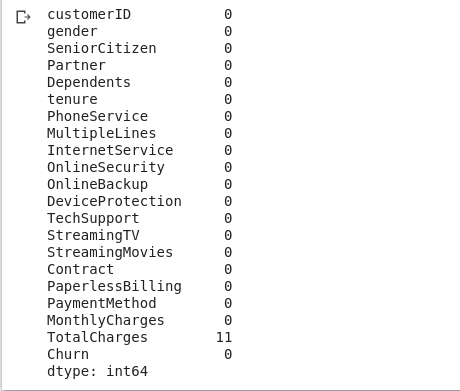 customerID 0
gender 0
SeniorCitizen 0
Partner 0
Dependents 0
tenure 0
PhoneService 0
MultipleLines 0
InternetService 0
OnlineSecurity 0
OnlineBackup 0
DeviceProtection 0
TechSupport 0
StreamingTV 0
StreamingMovies 0
Contract 0
PaperlessBilling 0
PaymentMethod 0
MonthlyCharges 0
TotalCharges 11
Churn 0
dtype: int64